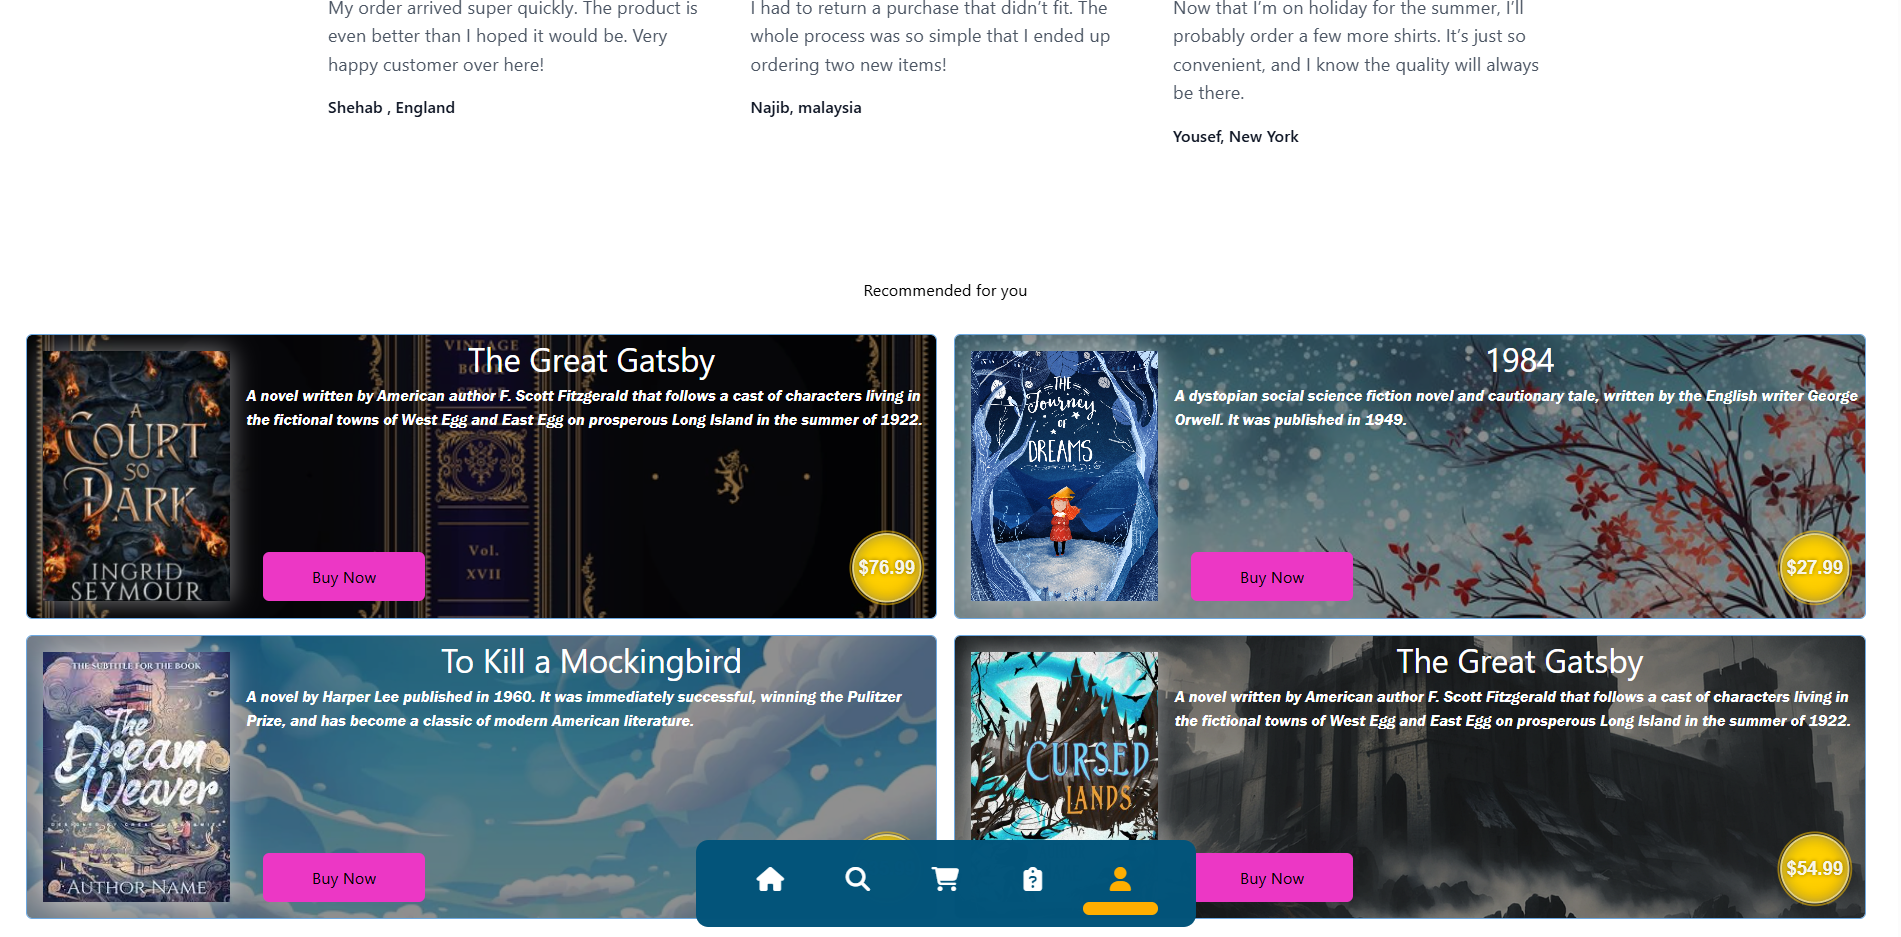 My order arrived super quickly. The product is
even better than I hoped it would be. Very
happy customer over here!
Shehab , England
I had to return a purchase that didn’t fit. The
whole process was so simple that I ended up
ordering two new items!
Najib, malaysia
Now that I’m on holiday for the summer, I’ll
probably order a few more shirts. It’s just so
convenient, and I know the quality will always
be there.
Yousef, New York
Recommended for you
A
COURT
SO
DARK
INGRID
SEYMOUR
VINTAGE
BOOK
STYLE
The Great Gatsby
A novel written by American author F. Scott Fitzgerald that follows a cast of characters living in
the fictional towns of West Egg and East Egg on prosperous Long Island in the summer of 1922.
Vol.
XVII
Buy Now
$76.99
THE
Journey
OF
DREAMS
1984
A dystopian social science fiction novel and cautionary tale, written by the English writer George
Orwell. It was published in 1949.
Buy Now
$27.99
THE SUBTITLE FOR THE BOOK
The
Dream
Weaver
AUTHOR NAME
To Kill a Mockingbird
A novel by Harper Lee published in 1960. It was immediately successful, winning the Pulitzer
Prize, and has become a classic of modern American literature.
Buy Now
CURSED
LANDS
The Great Gatsby
A novel written by American author F. Scott Fitzgerald that follows a cast of characters living in
the fictional towns of West Egg and East Egg on prosperous Long Island in the summer of 1922.
Buy Now
$54.99